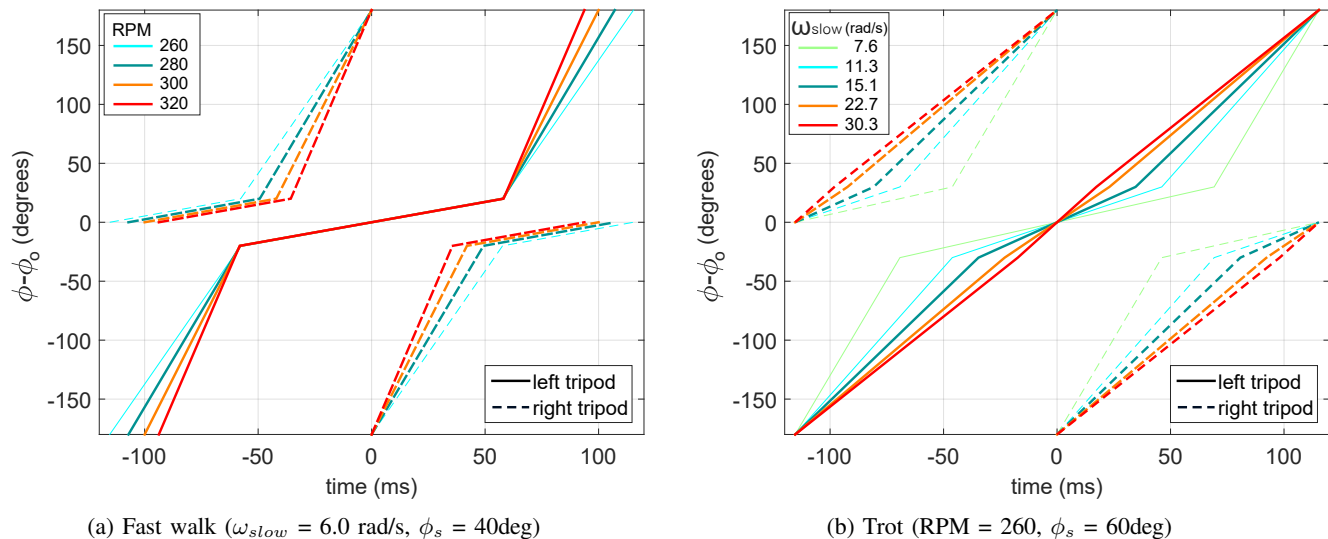 RPM
260
280
300
320
150
100
50
0
-50
-100
-150
ϕ-ϕo (degrees)
-100 -50 0 50 100
time (ms)
left tripod
right tripod
(a) Fast walk (ωslow = 6.0 rad/s, ϕs = 40deg)
ωslow (rad/s)
7.6
11.3
15.1
22.7
30.3
150
100
50
0
-50
-100
-150
ϕ-ϕo (degrees)
-100 -50 0 50 100
time (ms)
left tripod
right tripod
(b) Trot (RPM = 260, ϕs = 60deg)